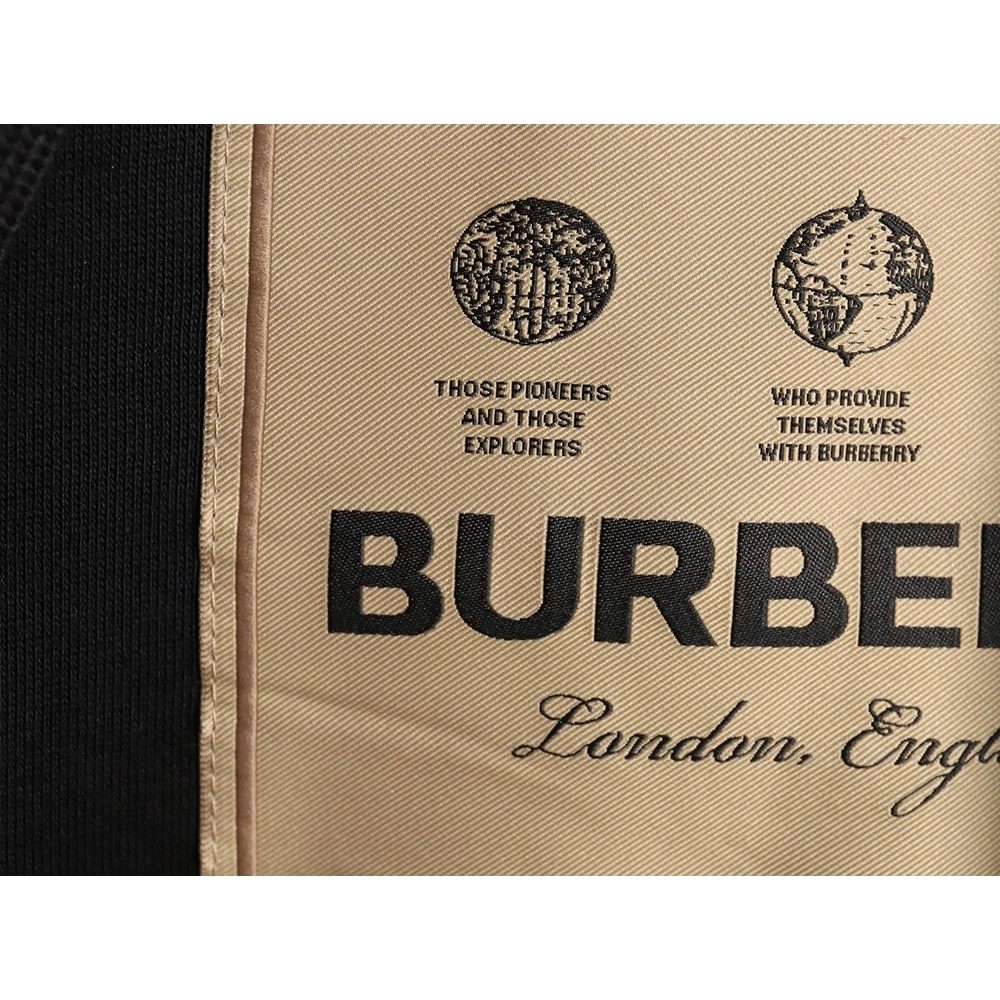 THOSE PIONEERS
AND THOSE
EXPLORERS
WHO PROVIDE
THEMSELVES
WITH BURBERRY
BURBE
London, Engl